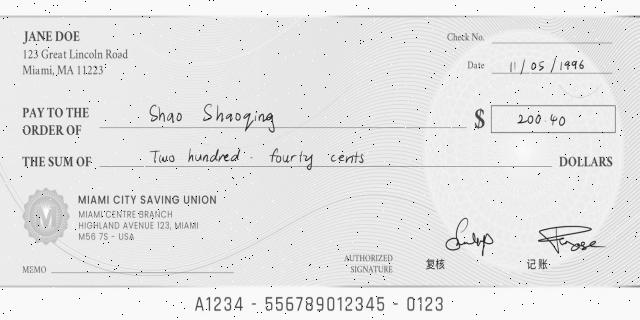 JANE DOE
123 Great Lincoln Road
Miami, MA 11223
Check No.
Date 11/05/1996
PAY TO THE
ORDER OF Shao Shaoqing $ 200.40
THE SUM OF Two hundred fourty cents DOLLARS
MIAMI CITY SAVING UNION
MIAMI CENTRE BRANCH
HIGHLAND AVENUE 123, MIAMI
M56 7S - USA
MEMO
AUTHORIZED
SIGNATURE
复核
记账
A1234 - 556789012345 - 0123